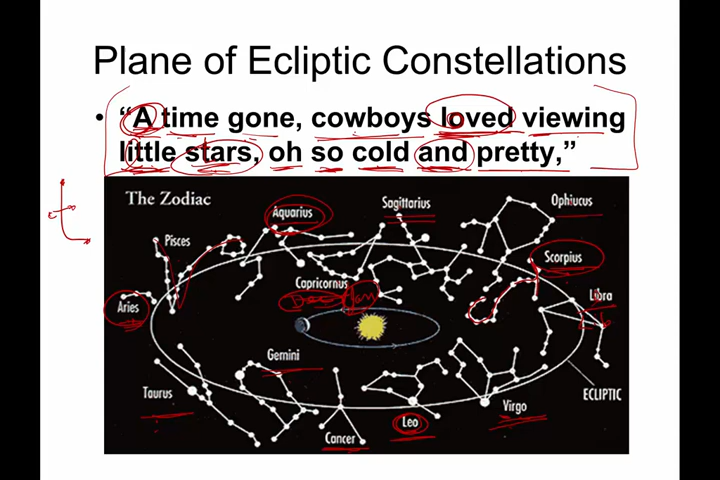 Plane of Ecliptic Constellations
• “A time gone, cowboys loved viewing
little stars, oh so cold and pretty,”
The Zodiac
Aquarius
Sagittarius
Ophiucus
Pisces
Scorpius
Capricornus
Libra
Aries
Gemini
Taurus
ECLIPTIC
Virgo
Leo
Cancer